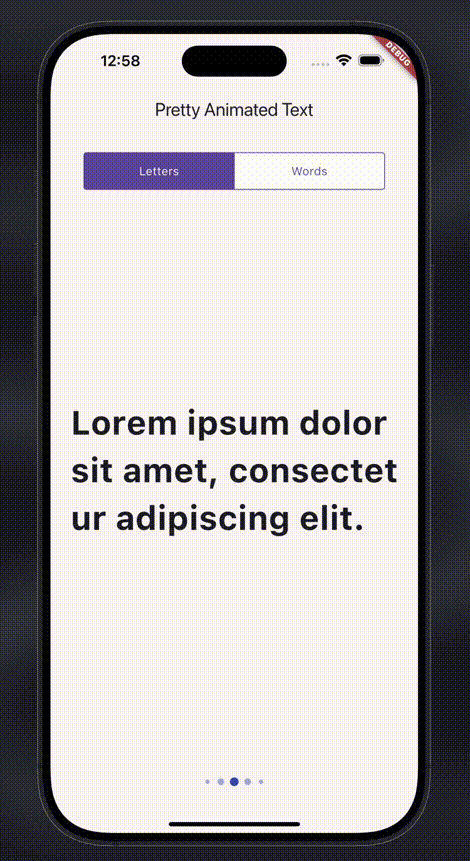 12:58
DEBUG
Pretty Animated Text
Letters
Words
Lorem ipsum dolor
sit amet, consectet
ur adipiscing elit.